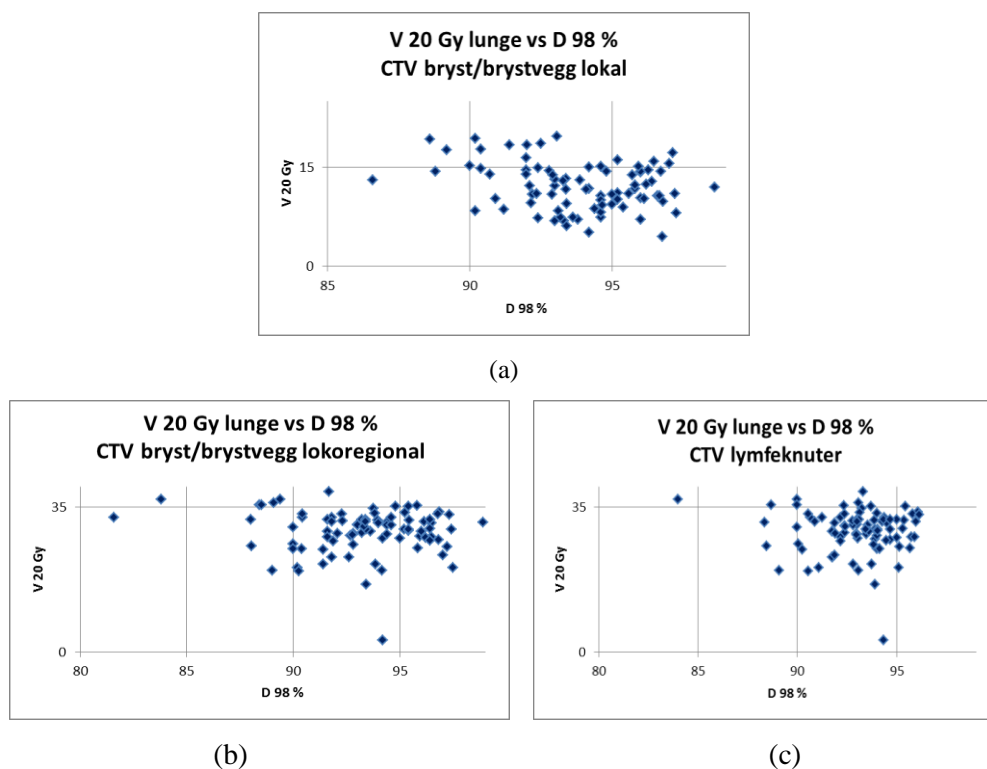 V 20 Gy lunge vs D 98 %
CTV bryst/brystvegg lokal
V 20 Gy
15
0
85
90
95
D 98 %
(a)
V 20 Gy lunge vs D 98 %
CTV bryst/brystvegg lokoregional
V 20 Gy
35
0
80
85
90
95
D 98 %
(b)
V 20 Gy lunge vs D 98 %
CTV lymfeknuter
V 20 Gy
35
0
80
85
90
95
D 98 %
(c)